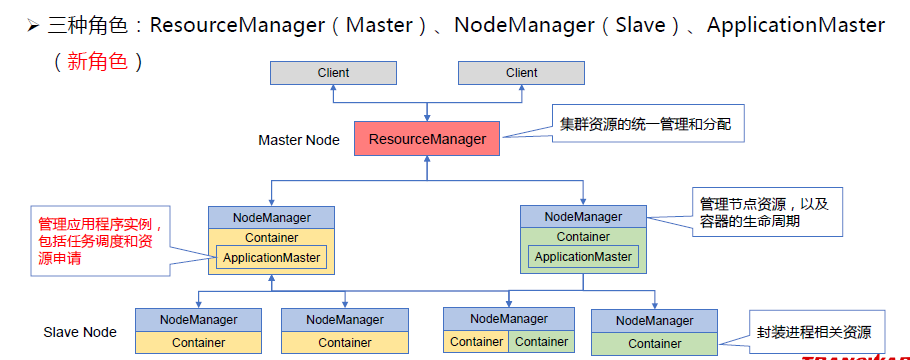 ➢ 三种角色：ResourceManager（Master）、NodeManager（Slave）、ApplicationMaster
（新角色）
Client
Client
Master Node
ResourceManager
集群资源的统一管理和分配
管理应用程序实例，
包括任务调度和资
源申请
NodeManager
Container
ApplicationMaster
NodeManager
Container
ApplicationMaster
管理节点资源，以及
容器的生命周期
Slave Node
NodeManager
Container
NodeManager
Container
NodeManager
Container
Container
NodeManager
Container
封装进程相关资源